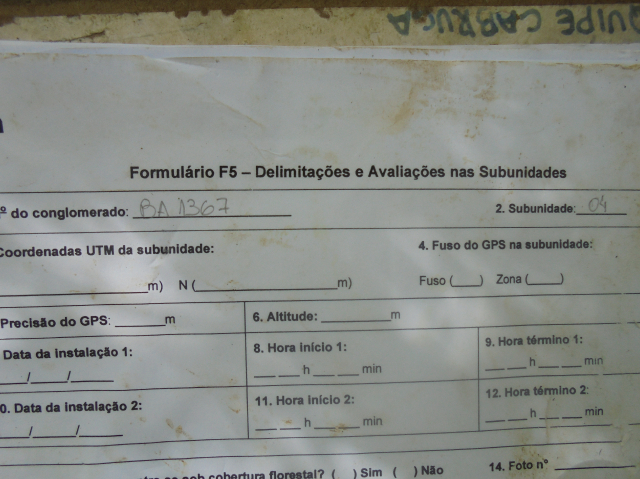 EQUIPE CABRUCA
Formulário F5 – Delimitações e Avaliações nas Subunidades
º do conglomerado: BA 1367 2. Subunidade: 04
Coordenadas UTM da subunidade: 4. Fuso do GPS na subunidade:
m) N ( m) Fuso ( ) Zona ( )
Precisão do GPS: m 6. Altitude: m
Data da instalação 1: 8. Hora início 1: 9. Hora término 1:
/ / h min h min
0. Data da instalação 2: 11. Hora início 2: 12. Hora término 2:
/ / h min h min
sob cobertura florestal? ( ) Sim ( ) Não 14. Foto n°